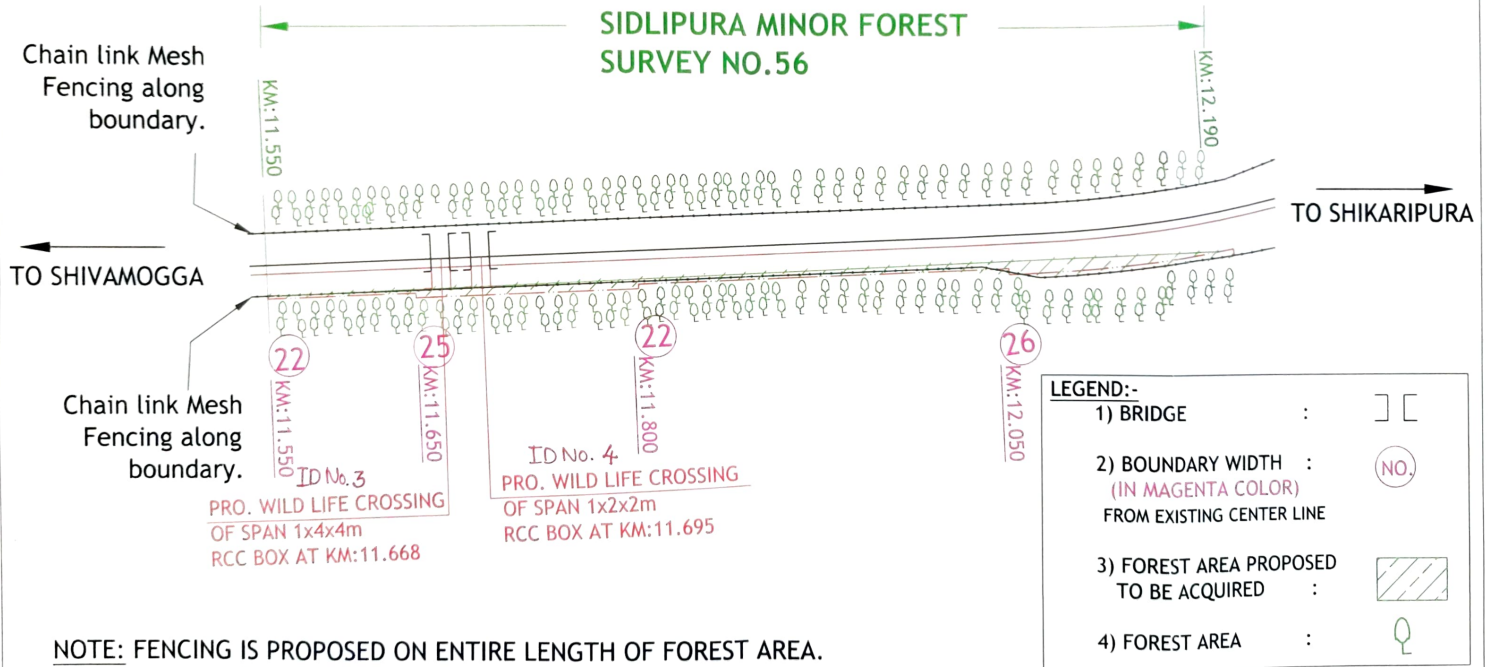 SIDLIPURA MINOR FOREST
SURVEY NO.56
Chain link Mesh
Fencing along
boundary.
KM:11.550
KM:12.190
TO SHIVAMOGGA
TO SHIKARIPURA
22
KM:11.550
25
KM:11.650
22
KM:11.800
26
KM:12.050
Chain link Mesh
Fencing along
boundary.
ID No.3
PRO. WILD LIFE CROSSING
OF SPAN 1x4x4m
RCC BOX AT KM:11.668
ID No. 4
PRO. WILD LIFE CROSSING
OF SPAN 1x2x2m
RCC BOX AT KM:11.695
LEGEND:-
1) BRIDGE :
2) BOUNDARY WIDTH : NO.
(IN MAGENTA COLOR)
FROM EXISTING CENTER LINE
3) FOREST AREA PROPOSED
TO BE ACQUIRED :
4) FOREST AREA :
NOTE: FENCING IS PROPOSED ON ENTIRE LENGTH OF FOREST AREA.